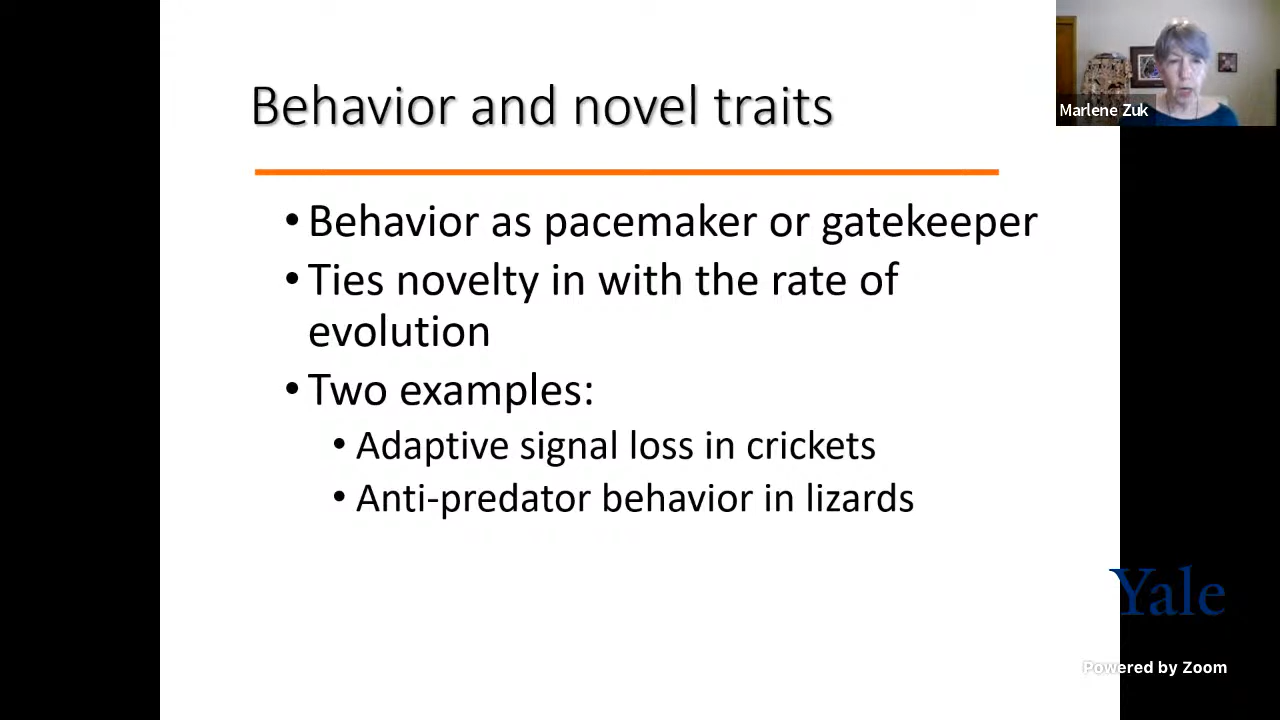 Behavior and novel traits
Marlene Zuk
• Behavior as pacemaker or gatekeeper
• Ties novelty in with the rate of
evolution
• Two examples:
• Adaptive signal loss in crickets
• Anti-predator behavior in lizards
Yale
Powered by Zoom